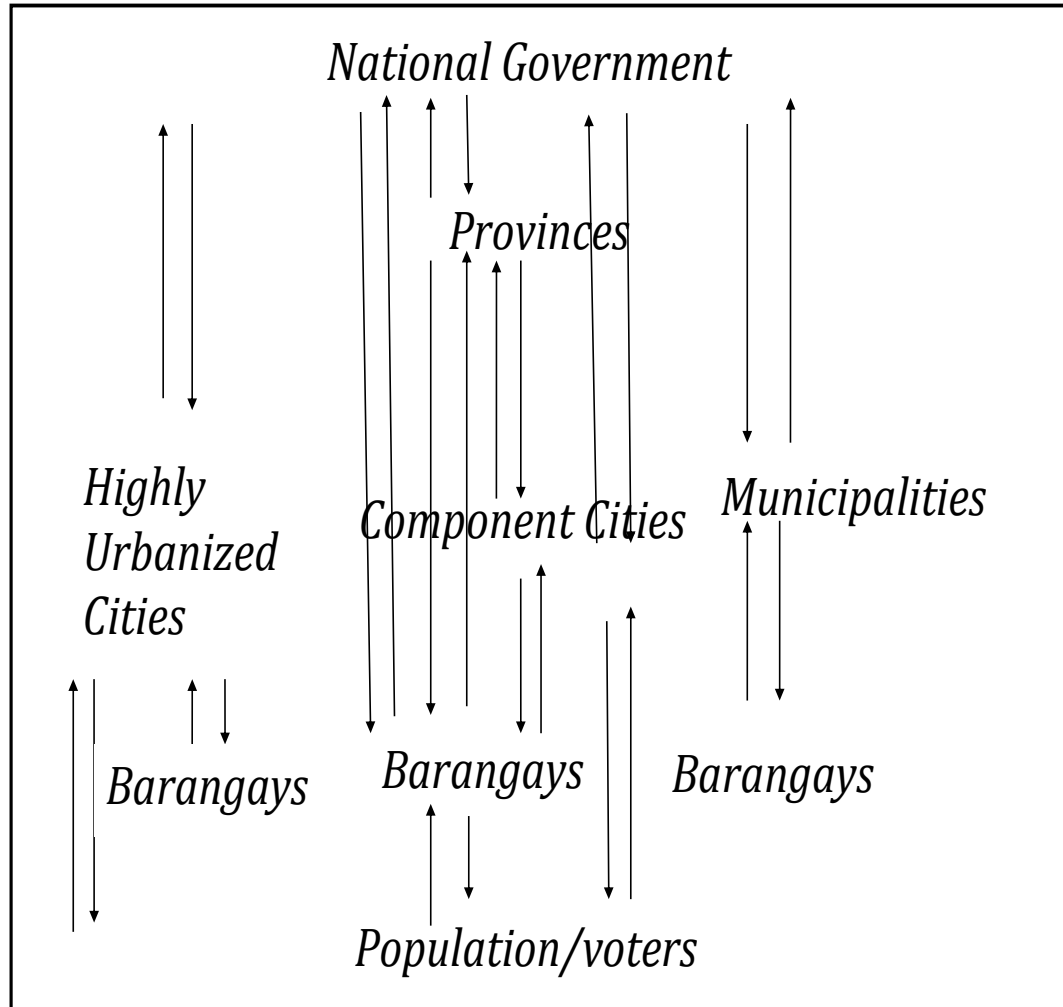 National Government
Provinces
Highly
Urbanized
Cities
Component Cities
Municipalities
Barangays
Barangays
Barangays
Population/voters